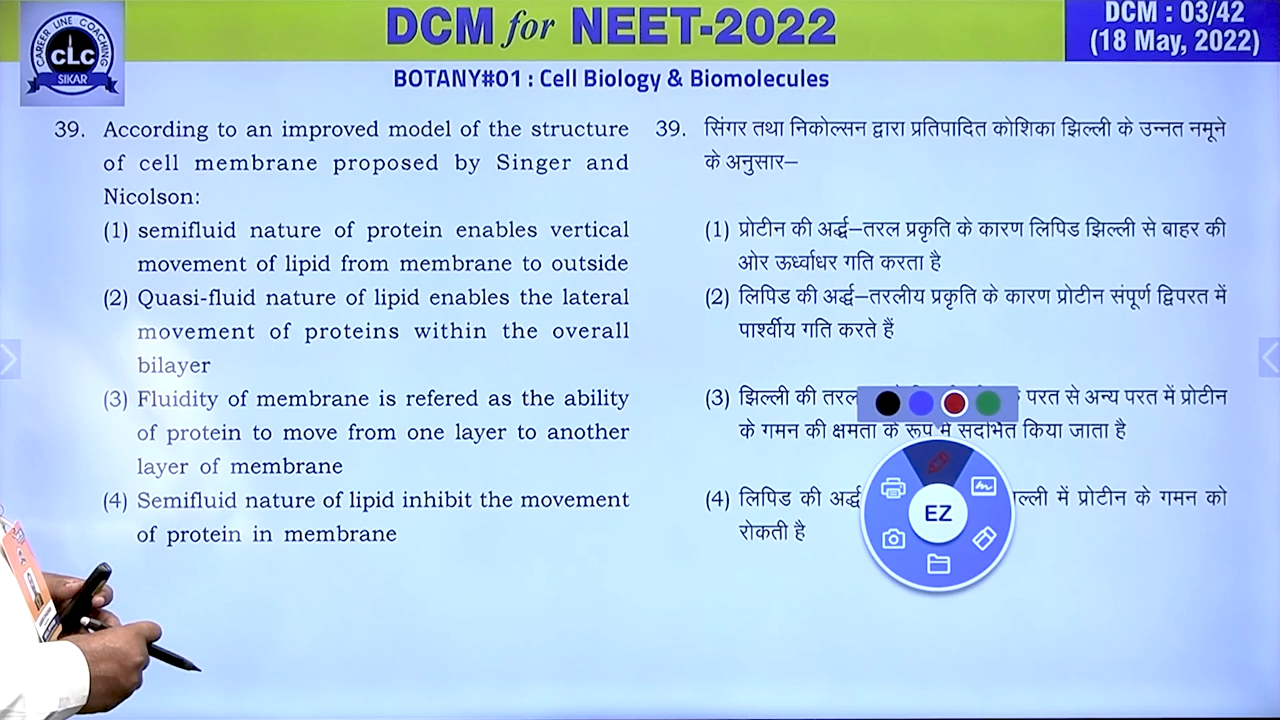 DCM for NEET-2022
DCM : 03/42
(18 May, 2022)
CAREER LINE COACHING
CLC
SIKAR
BOTANY#01 : Cell Biology & Biomolecules
39. According to an improved model of the structure
of cell membrane proposed by Singer and
Nicolson:
(1) semifluid nature of protein enables vertical
movement of lipid from membrane to outside
(2) Quasi-fluid nature of lipid enables the lateral
movement of proteins within the overall
bilayer
(3) Fluidity of membrane is refered as the ability
of protein to move from one layer to another
layer of membrane
(4) Semifluid nature of lipid inhibit the movement
of protein in membrane
39. सिंगर तथा निकोल्सन द्वारा प्रतिपादित कोशिका झिल्ली के उन्नत नमूने
के अनुसार–
(1) प्रोटीन की अर्द्ध–तरल प्रकृति के कारण लिपिड झिल्ली से बाहर की
ओर ऊर्ध्वाधर गति करता है
(2) लिपिड की अर्द्ध–तरलीय प्रकृति के कारण प्रोटीन संपूर्ण द्विपरत में
पार्श्वीय गति करते हैं
(3) झिल्ली की परत से अन्य परत में प्रोटीन
के गमन की क्षमता के रूप में संदर्भित किया जाता है
(4) लिपिड की में प्रोटीन के गमन को
रोकती है
EZ